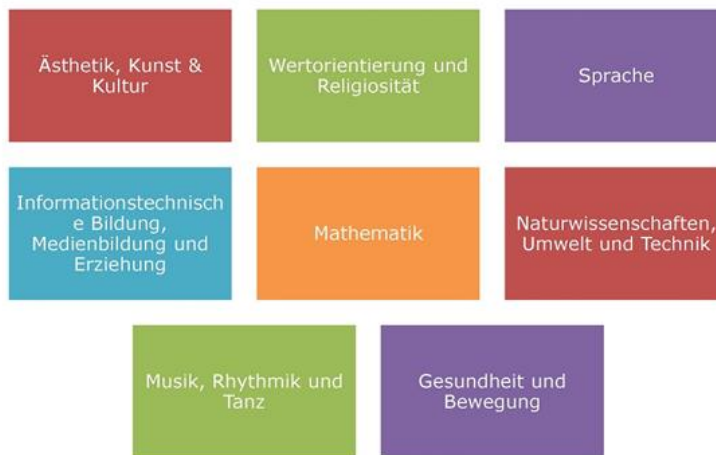 Ästhetik, Kunst &
Kultur
Wertorientierung und
Religiosität
Sprache
Informationstechnisch
e Bildung,
Medienbildung und
Erziehung
Mathematik
Naturwissenschaften,
Umwelt und Technik
Musik, Rhythmik und
Tanz
Gesundheit und
Bewegung